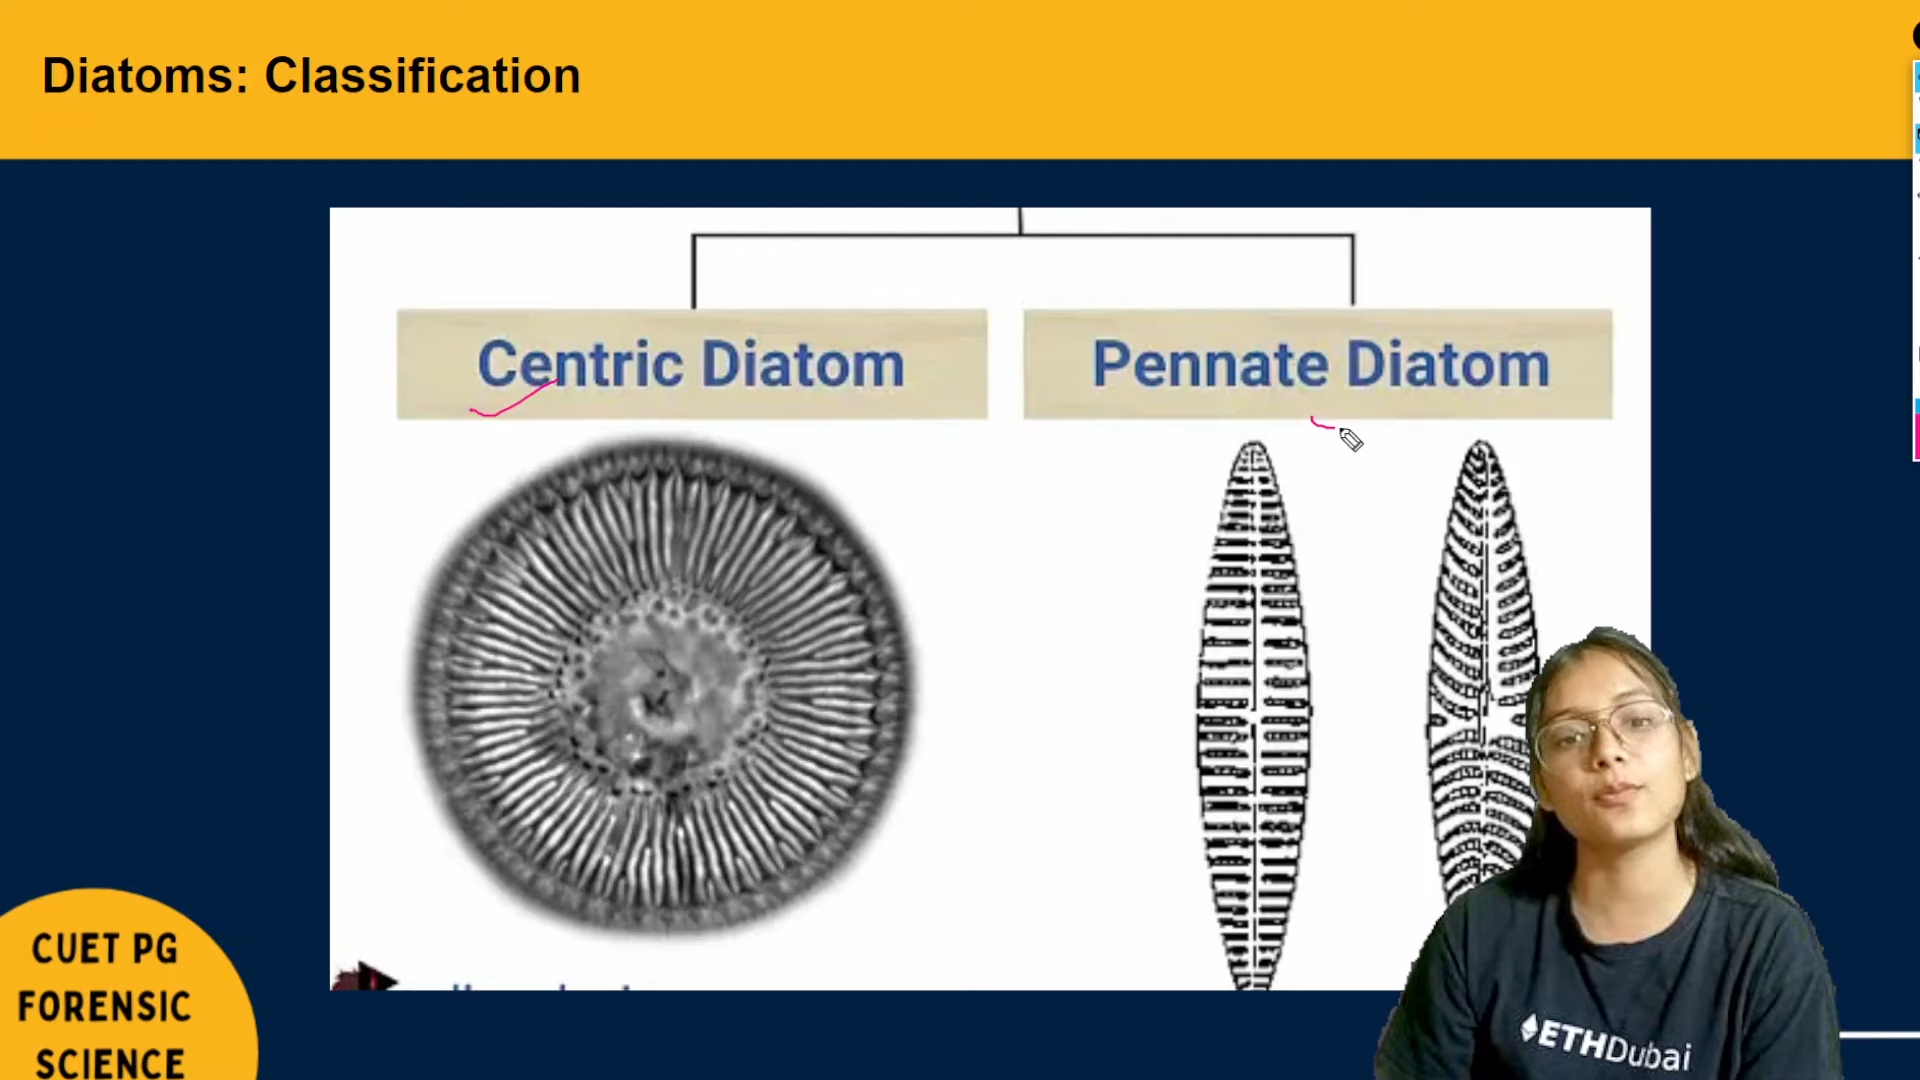 Diatoms: Classification
Centric Diatom
Pennate Diatom
CUET PG
FORENSIC
SCIENCE
ETHDubai